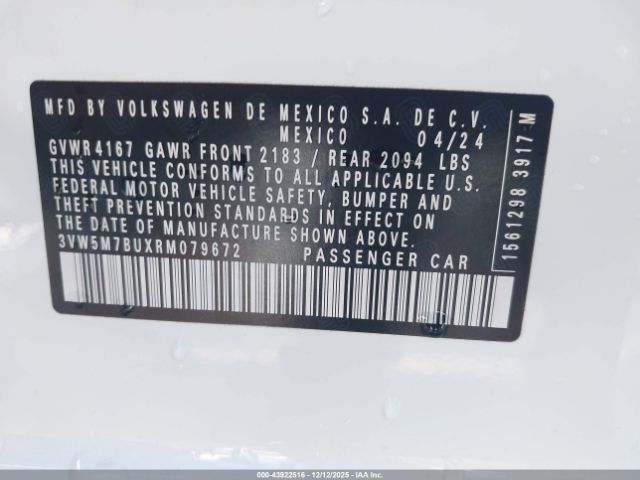 MFD BY VOLKSWAGEN DE MEXICO S.A. DE C.V.
MEXICO 04/24
GVWR 4167 GAWR FRONT 2183 / REAR 2094 LBS
THIS VEHICLE CONFORMS TO ALL APPLICABLE U.S.
FEDERAL MOTOR VEHICLE SAFETY, BUMPER AND
THEFT PREVENTION STANDARDS IN EFFECT ON
THE DATE OF MANUFACTURE SHOWN ABOVE.
3VW5M7BUXRM079672 PASSENGER CAR
1561298 3917 M
000-43922516 - 12/12/2025 - IAA Inc.